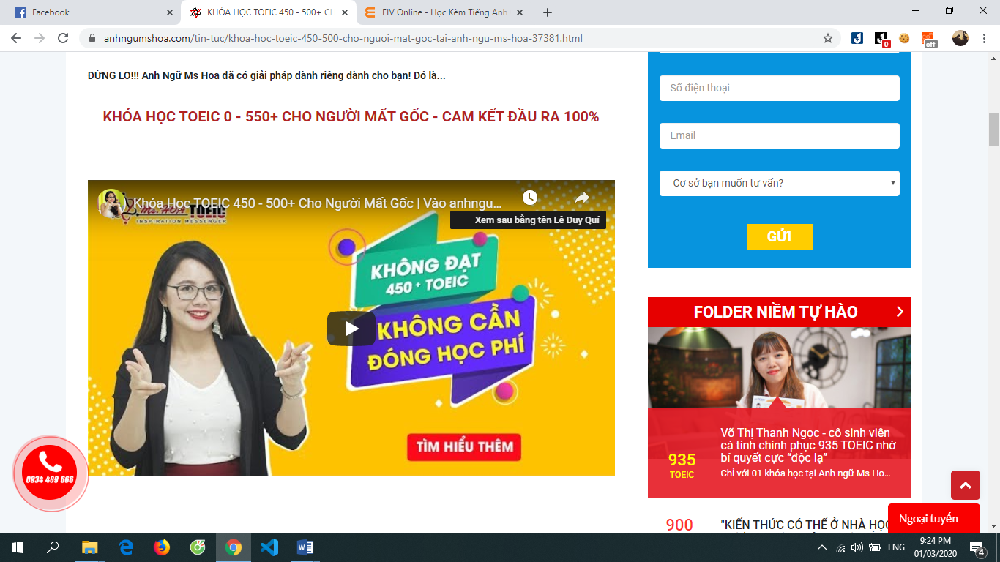 Facebook
KHÓA HỌC TOEIC 450 - 500+ CH
EIV Online - Học Kèm Tiếng Anh
anhngumshoa.com/tin-tuc/khoa-hoc-toeic-450-500-cho-nguoi-mat-goc-tai-anh-ngu-ms-hoa-37381.html
0
off
ĐỪNG LO!!! Anh Ngữ Ms Hoa đã có giải pháp dành riêng dành cho bạn! Đó là...
KHÓA HỌC TOEIC 0 - 550+ CHO NGƯỜI MẤT GỐC - CAM KẾT ĐẦU RA 100%
Khóa Học TOEIC 450 - 500+ Cho Người Mất Gốc | Vào anhngu…
Ms. HOA TOEIC
INSPIRATION MESSENGER
Xem sau bằng tên Lê Duy Quí
KHÔNG ĐẠT
450+ TOEIC
KHÔNG CẦN
ĐÓNG HỌC PHÍ
TÌM HIỂU THÊM
0934 489 666
Số điện thoại
Email
Cơ sở bạn muốn tư vấn?
GỬI
FOLDER NIỀM TỰ HÀO
935
TOEIC
Võ Thị Thanh Ngọc - cô sinh viên
cá tính chinh phục 935 TOEIC nhờ
bí quyết cực “độc lạ”
Chỉ với 01 khóa học tại Anh ngữ Ms Ho…
900
"KIẾN THỨC CÓ THỂ Ở NHÀ HỌC
Ngoại tuyến
ENG
9:24 PM
01/03/2020
4